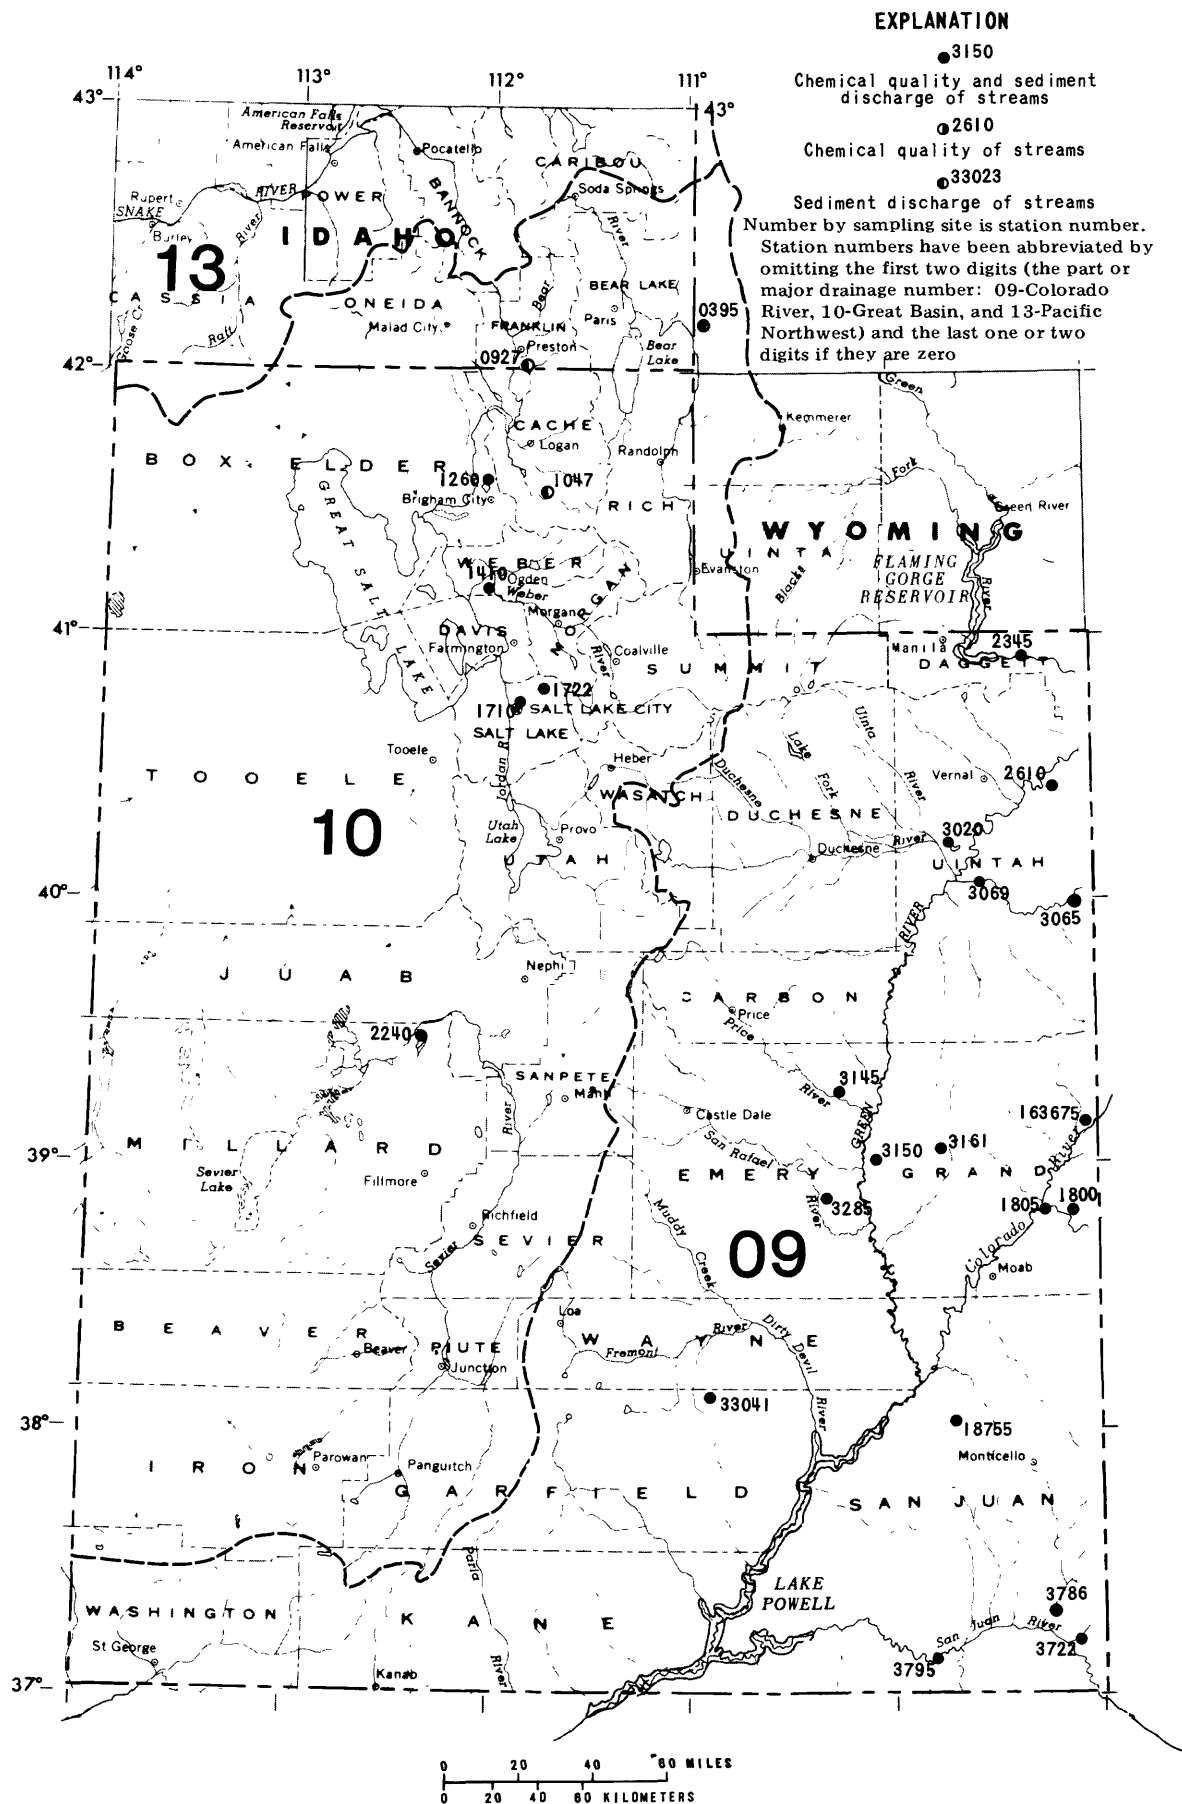 EXPLANATION
3150
Chemical quality and sediment
discharge of streams
2610
Chemical quality of streams
33023
Sediment discharge of streams
Number by sampling site is station number.
Station numbers have been abbreviated by
omitting the first two digits (the part or
major drainage number: 09-Colorado
River, 10-Great Basin, and 13-Pacific
Northwest) and the last one or two
digits if they are zero
114° 113° 112° 111°
43° 43°
American Falls
Reservoir
American Falls
Pocatello
CARIBOU
Soda Springs
Rupert
SNAKE RIVER
POWER
BANNOCK
Burley
River
River
13
IDAHO
CASSIA
Goose Cr
Raft
ONEIDA
Malad City
FRANKLIN
Bear
BEAR LAKE
Paris
0395
Preston
0927
Bear
Lake
42°
Green
Kemmerer
CACHE
Logan
Randolph
BOX ELDER
1260
1047
Brigham City
RICH
Fork
Green River
WYOMING
GREAT SALT LAKE
WEBER
1410
Ogden
Weber
MORGAN
Morgan
Evanston
UINTA
Blacks
FLAMING
GORGE
RESERVOIR
River
41°
DAVIS
Farmington
River
Coalville
SUMMIT
Manila
2345
DAGGETT
1722
1710
SALT LAKE CITY
SALT LAKE
Tooele
Jordan R
Heber
Duchesne
Lake
Fork
Uinta
River
Vernal
2610
TOOELE
WASATCH
DUCHESNE
10
Utah
Lake
Provo
UTAH
Duchesne
River
3020
UINTAH
3069
3065
40°
RIVER
JUAB
Nephi
CARBON
Price
Price
River
2240
SANPETE
Manti
3145
Castle Dale
163675
River
GREEN
MILLARD
39°
San Rafael
River
3150
3161
EMERY
GRAND
Sevier
Lake
Fillmore
3285
1805
1800
Richfield
Muddy
Creek
09
Colorado
Moab
Sevier
SEVIER
Loa
BEAVER
Beaver
PIUTE
Junction
WAYNE
Fremont
River
Dirty
Devil
River
33041
38°
18755
Monticello
IRON
Parowan
Panguitch
GARFIELD
SAN JUAN
Paria
River
LAKE
POWELL
3786
WASHINGTON
KANE
San Juan River
St George
3722
3795
37°
Kanab
0 20 40 60 MILES
0 20 40 60 KILOMETERS